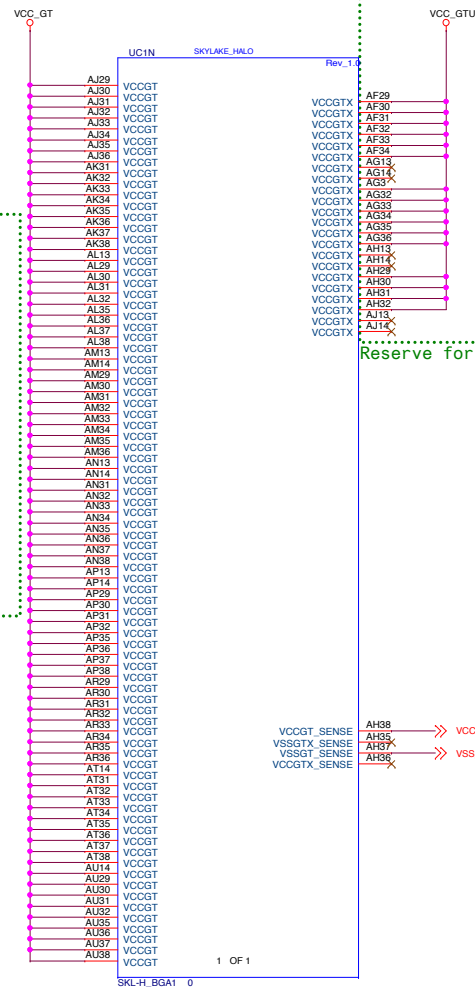 VCC_GT
VCC_GTU
UC1N
SKYLAKE_HALO
Rev_1.0
AJ29 VCCGT
AJ30 VCCGT
AJ31 VCCGT
AJ32 VCCGT
AJ33 VCCGT
AJ34 VCCGT
AJ35 VCCGT
AJ36 VCCGT
AK31 VCCGT
AK32 VCCGT
AK33 VCCGT
AK34 VCCGT
AK35 VCCGT
AK36 VCCGT
AK37 VCCGT
AK38 VCCGT
AL13 VCCGT
AL29 VCCGT
AL30 VCCGT
AL31 VCCGT
AL32 VCCGT
AL35 VCCGT
AL36 VCCGT
AL37 VCCGT
AL38 VCCGT
AM13 VCCGT
AM14 VCCGT
AM29 VCCGT
AM30 VCCGT
AM31 VCCGT
AM32 VCCGT
AM33 VCCGT
AM34 VCCGT
AM35 VCCGT
AM36 VCCGT
AN13 VCCGT
AN14 VCCGT
AN31 VCCGT
AN32 VCCGT
AN33 VCCGT
AN34 VCCGT
AN35 VCCGT
AN36 VCCGT
AN37 VCCGT
AN38 VCCGT
AP13 VCCGT
AP14 VCCGT
AP29 VCCGT
AP30 VCCGT
AP31 VCCGT
AP32 VCCGT
AP35 VCCGT
AP36 VCCGT
AP37 VCCGT
AP38 VCCGT
AR29 VCCGT
AR30 VCCGT
AR31 VCCGT
AR32 VCCGT
AR33 VCCGT
AR34 VCCGT
AR35 VCCGT
AR36 VCCGT
AT14 VCCGT
AT31 VCCGT
AT32 VCCGT
AT33 VCCGT
AT34 VCCGT
AT35 VCCGT
AT36 VCCGT
AT37 VCCGT
AT38 VCCGT
AU14 VCCGT
AU29 VCCGT
AU30 VCCGT
AU31 VCCGT
AU32 VCCGT
AU35 VCCGT
AU36 VCCGT
AU37 VCCGT
AU38 VCCGT
VCCGTX AF29
VCCGTX AF30
VCCGTX AF31
VCCGTX AF32
VCCGTX AF33
VCCGTX AF34
VCCGTX AG13
VCCGTX AG14
VCCGTX AG3
VCCGTX AG32
VCCGTX AG33
VCCGTX AG34
VCCGTX AG35
VCCGTX AG36
VCCGTX AH13
VCCGTX AH14
VCCGTX AH29
VCCGTX AH30
VCCGTX AH31
VCCGTX AH32
VCCGTX AJ13
VCCGTX AJ14
Reserve for
VCCGT_SENSE AH38 VCC
VSSGTX_SENSE AH35
VSSGT_SENSE AH37 VSS
VCCGTX_SENSE AH36
1 OF 1
SKL-H_BGA1 0